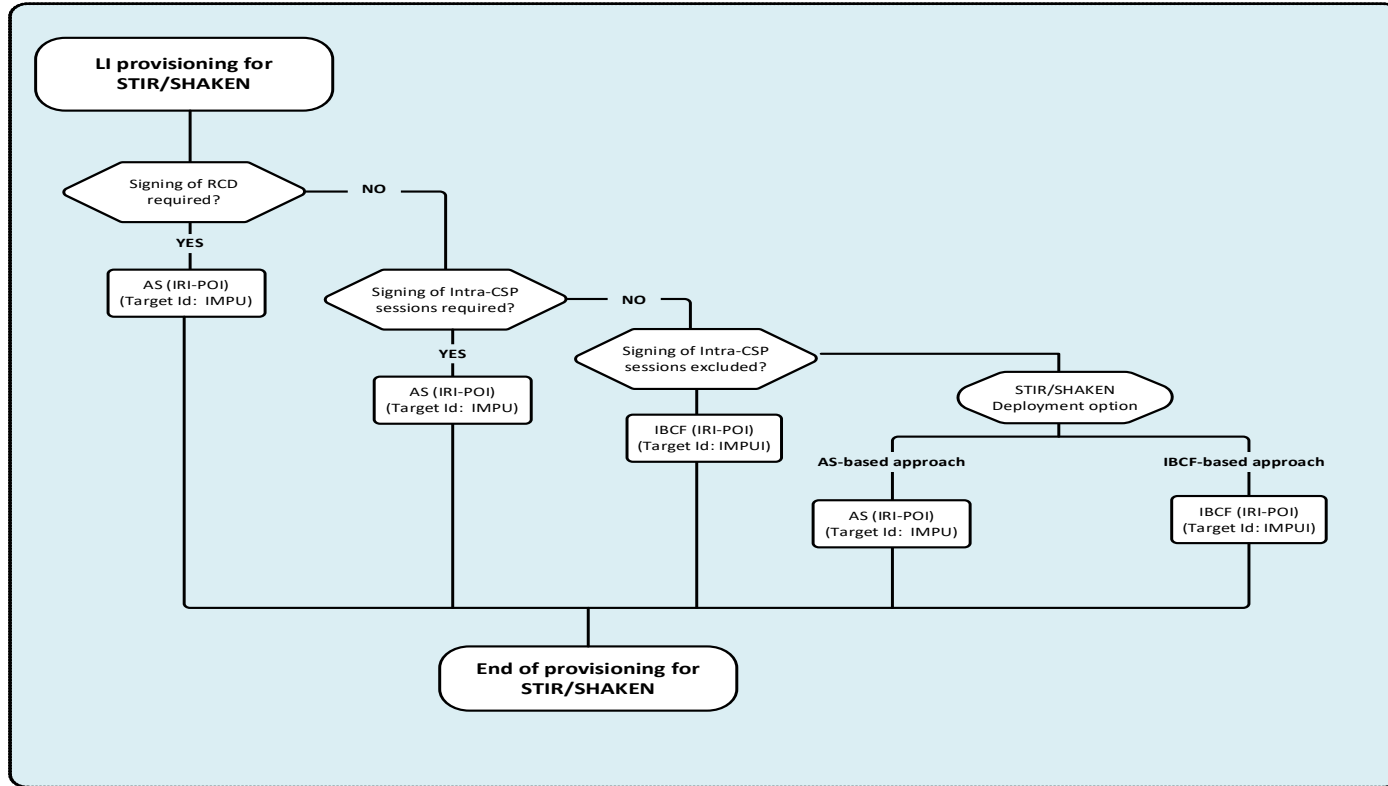 LI provisioning for
STIR/SHAKEN
Signing of RCD
required?
NO
YES
AS (IRI-POI)
(Target Id: IMPU)
Signing of Intra-CSP
sessions required?
NO
YES
AS (IRI-POI)
(Target Id: IMPU)
Signing of Intra-CSP
sessions excluded?
IBCF (IRI-POI)
(Target Id: IMPUI)
STIR/SHAKEN
Deployment option
AS-based approach
IBCF-based approach
AS (IRI-POI)
(Target Id: IMPU)
IBCF (IRI-POI)
(Target Id: IMPUI)
End of provisioning for
STIR/SHAKEN